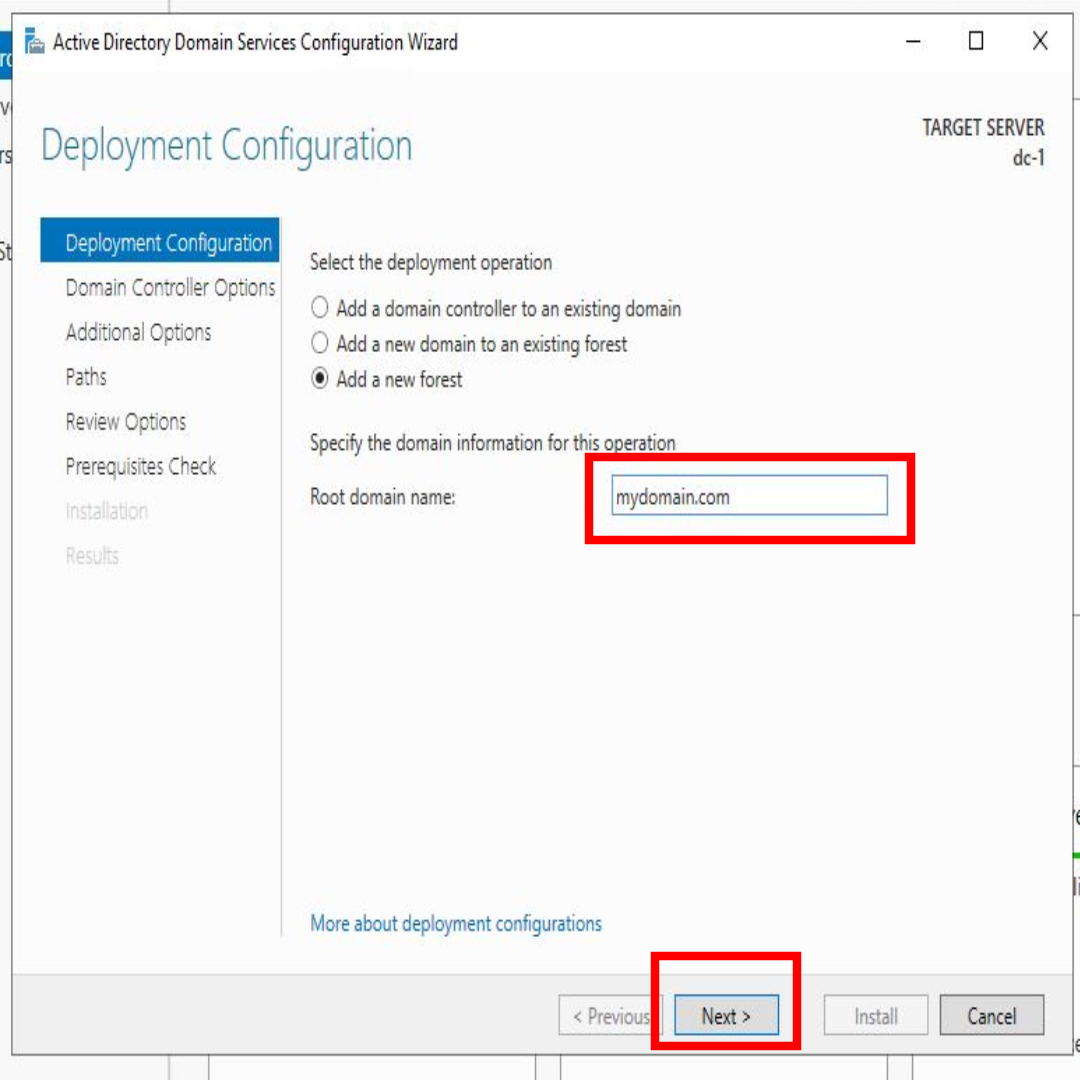 Active Directory Domain Services Configuration Wizard
Deployment Configuration
TARGET SERVER
dc-1
Deployment Configuration
Domain Controller Options
Additional Options
Paths
Review Options
Prerequisites Check
Installation
Results
Select the deployment operation
Add a domain controller to an existing domain
Add a new domain to an existing forest
Add a new forest
Specify the domain information for this operation
Root domain name:
mydomain.com
More about deployment configurations
< Previous
Next >
Install
Cancel